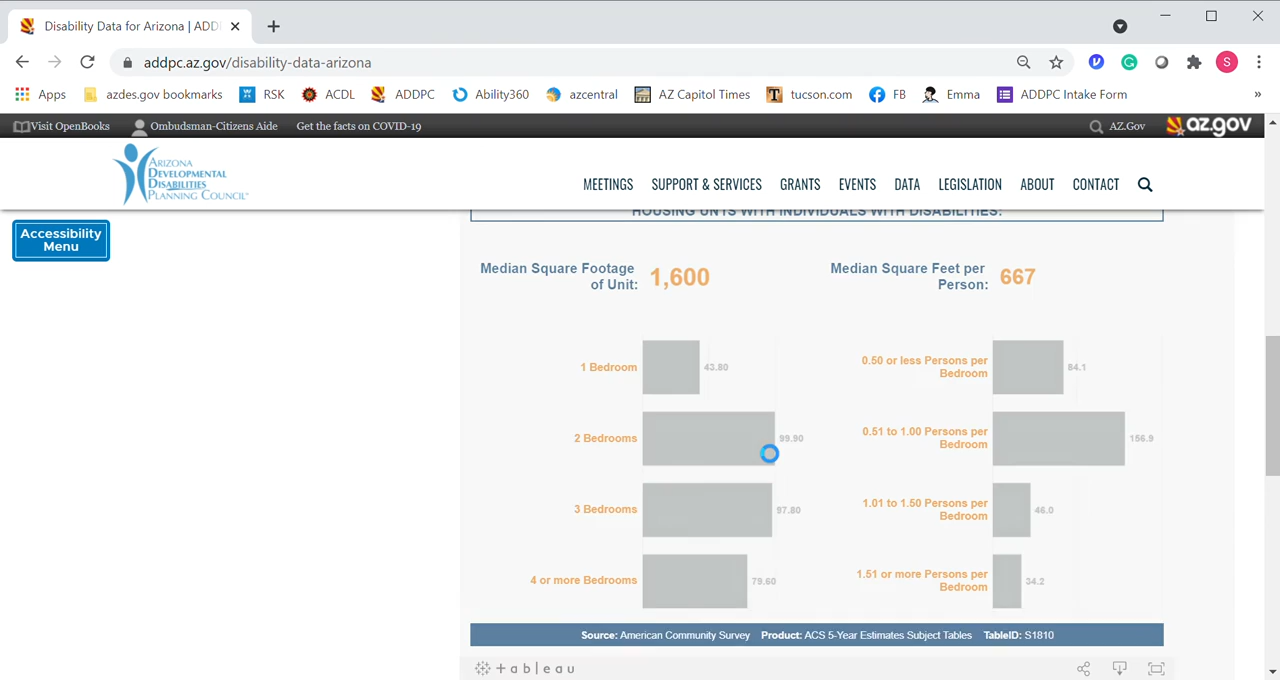 Disability Data for Arizona | ADD
addpc.az.gov/disability-data-arizona
S
Apps
azdes.gov bookmarks
RSK
ACDL
ADDPC
Ability360
azcentral
AZ Capitol Times
T
tucson.com
FB
Emma
ADDPC Intake Form
»
Visit OpenBooks
Ombudsman-Citizens Aide
Get the facts on COVID-19
AZ.Gov
az.gov
ARIZONA
DEVELOPMENTAL
DISABILITIES
PLANNING COUNCIL
MEETINGS
SUPPORT & SERVICES
GRANTS
EVENTS
DATA
LEGISLATION
ABOUT
CONTACT
Accessibility
Menu
HOUSING UNTS WITH INDIVIDUALS WITH DISABILITIES:
Median Square Footage
of Unit:
1,600
Median Square Feet per
Person:
667
1 Bedroom
43.80
2 Bedrooms
99.90
3 Bedrooms
97.80
4 or more Bedrooms
79.60
0.50 or less Persons per
Bedroom
84.1
0.51 to 1.00 Persons per
Bedroom
156.9
1.01 to 1.50 Persons per
Bedroom
46.0
1.51 or more Persons per
Bedroom
34.2
Source: American Community Survey Product: ACS 5-Year Estimates Subject Tables TableID: S1810
+ableau